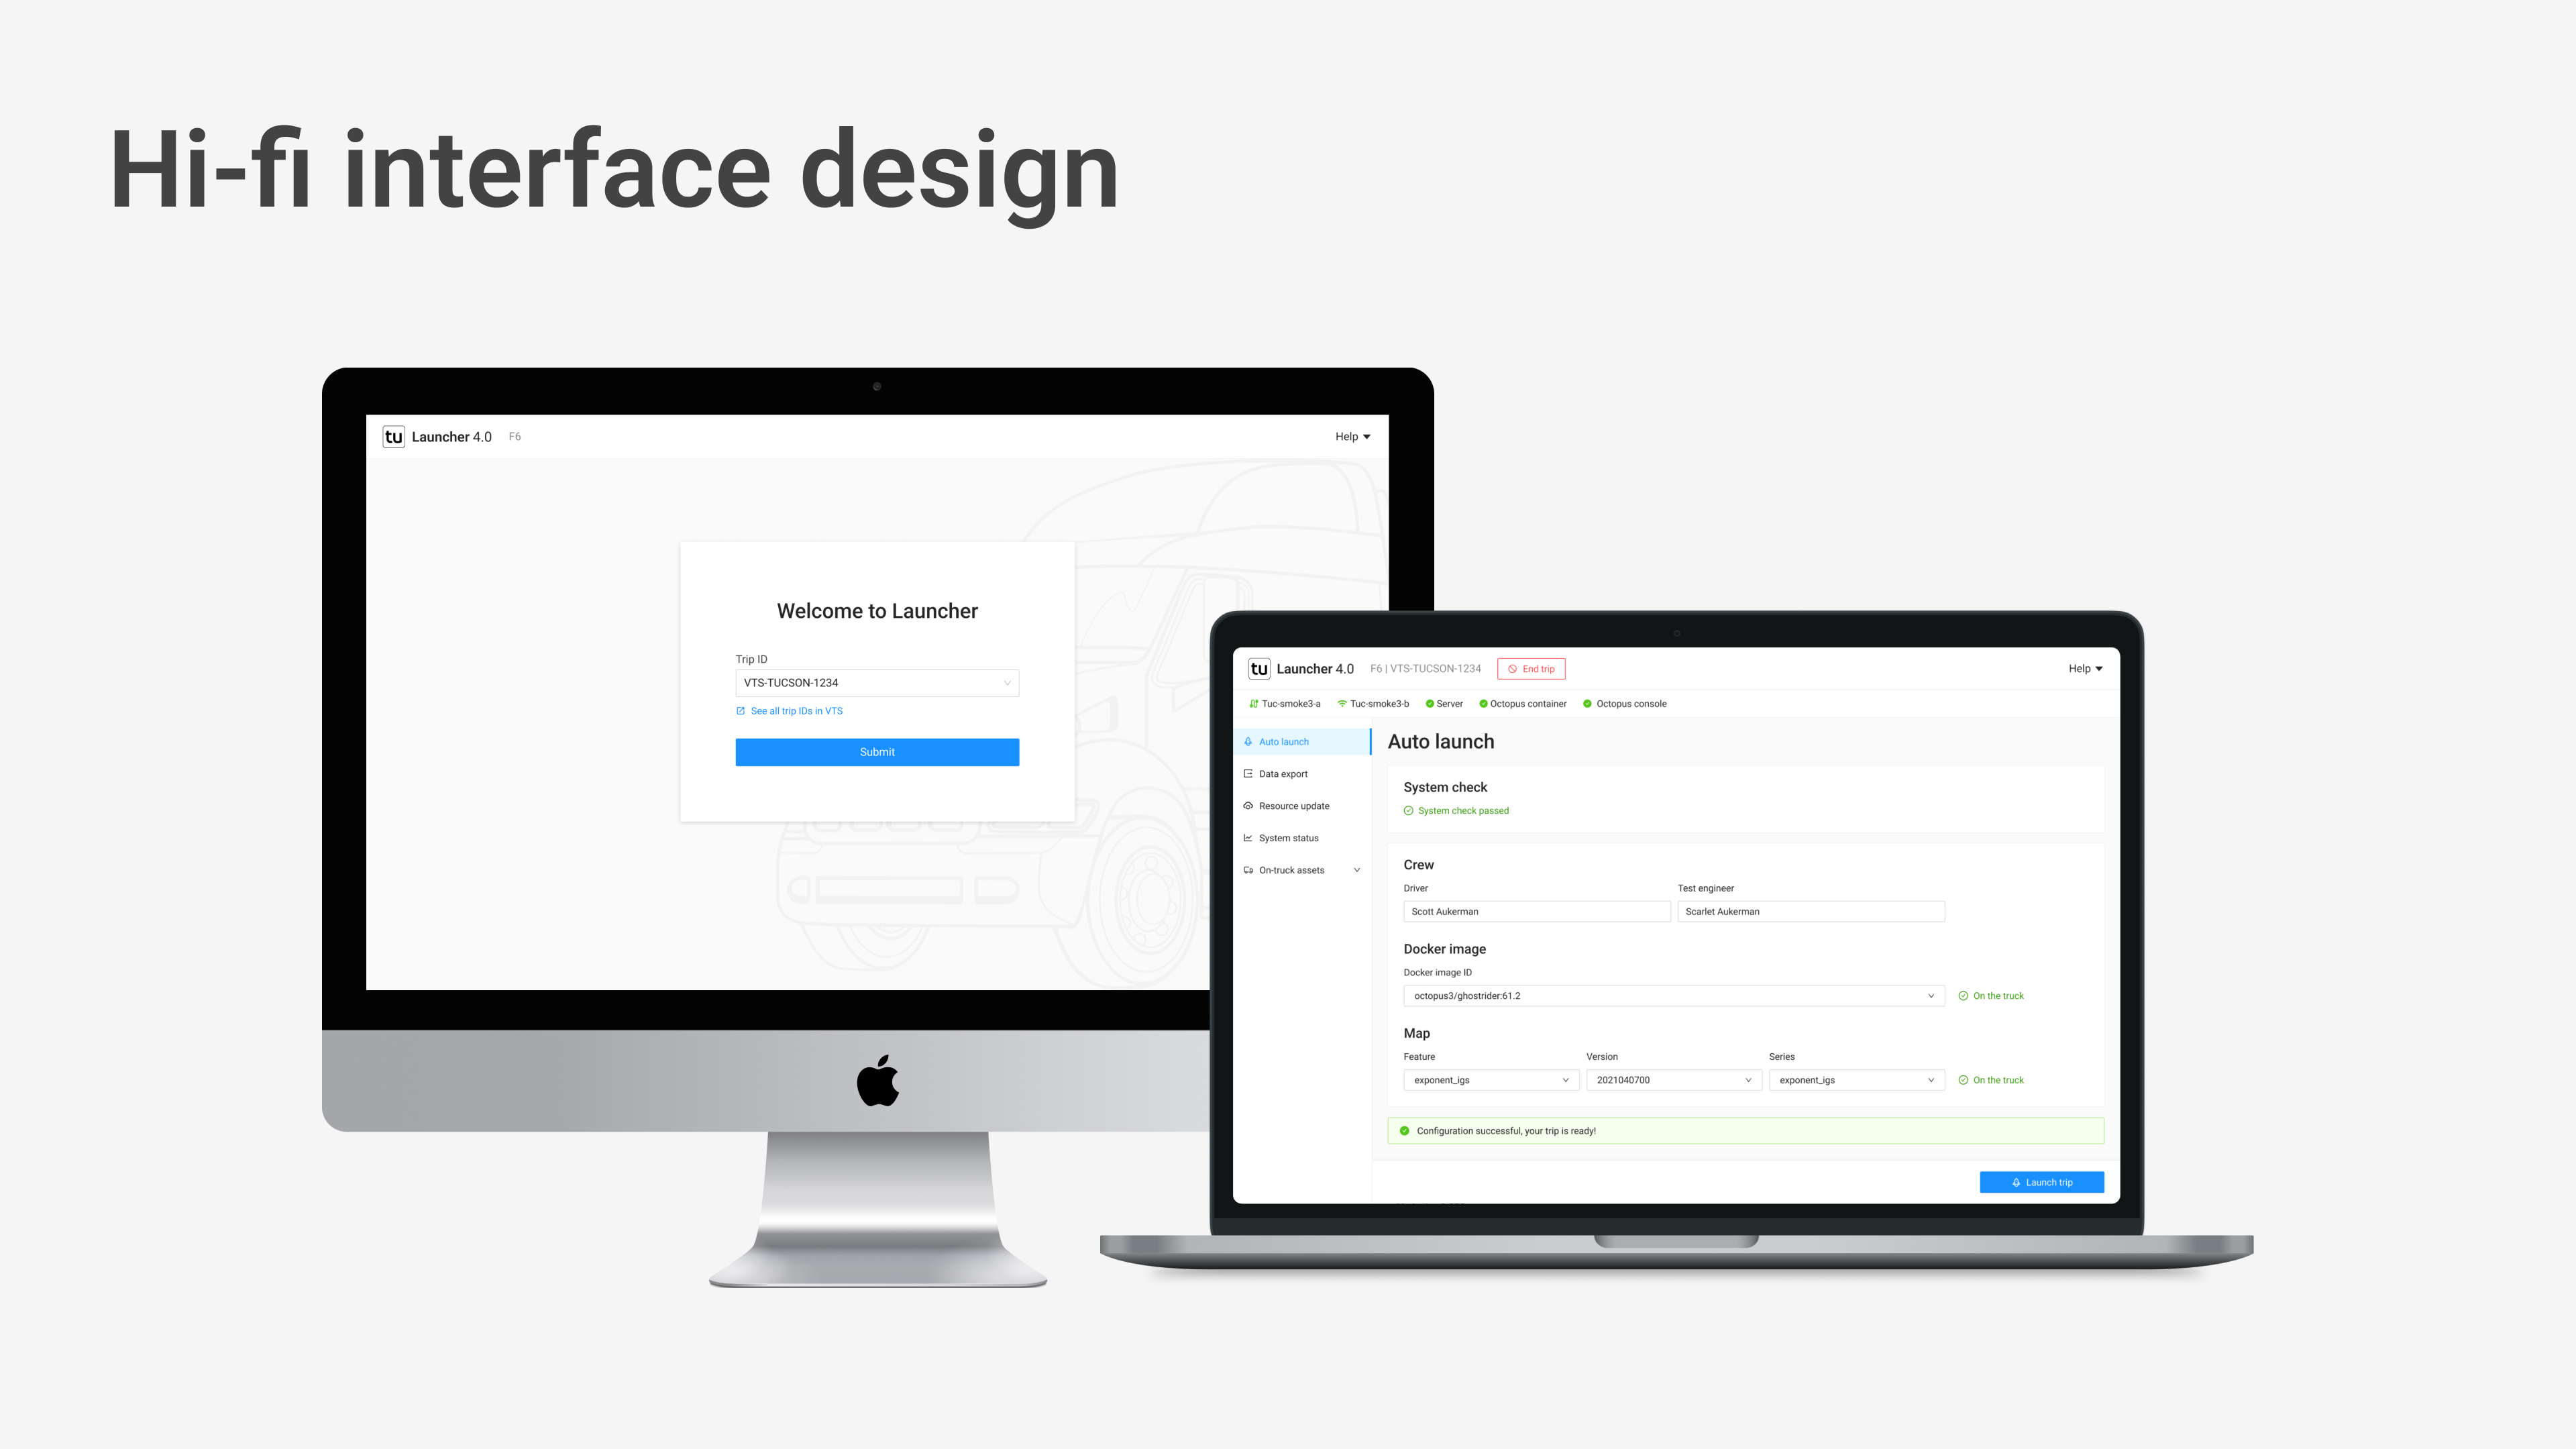 Hi-fi interface design
tu Launcher 4.0 F6 Help
Welcome to Launcher
Trip ID
VTS-TUCSON-1234
See all trip IDs in VTS
Submit
tu Launcher 4.0 F6 | VTS-TUCSON-1234 End trip Help
Tuc-smoke3-a Tuc-smoke3-b Server Octopus container Octopus console
Auto launch
Data export
Resource update
System status
On-truck assets
Auto launch
System check
System check passed
Crew
Driver Test engineer
Scott Aukerman Scarlet Aukerman
Docker image
Docker image ID
octopus3/ghostrider:61.2 On the truck
Map
Feature Version Series
exponent_igs 2021040700 exponent_igs On the truck
Configuration successful, your trip is ready!
Launch trip